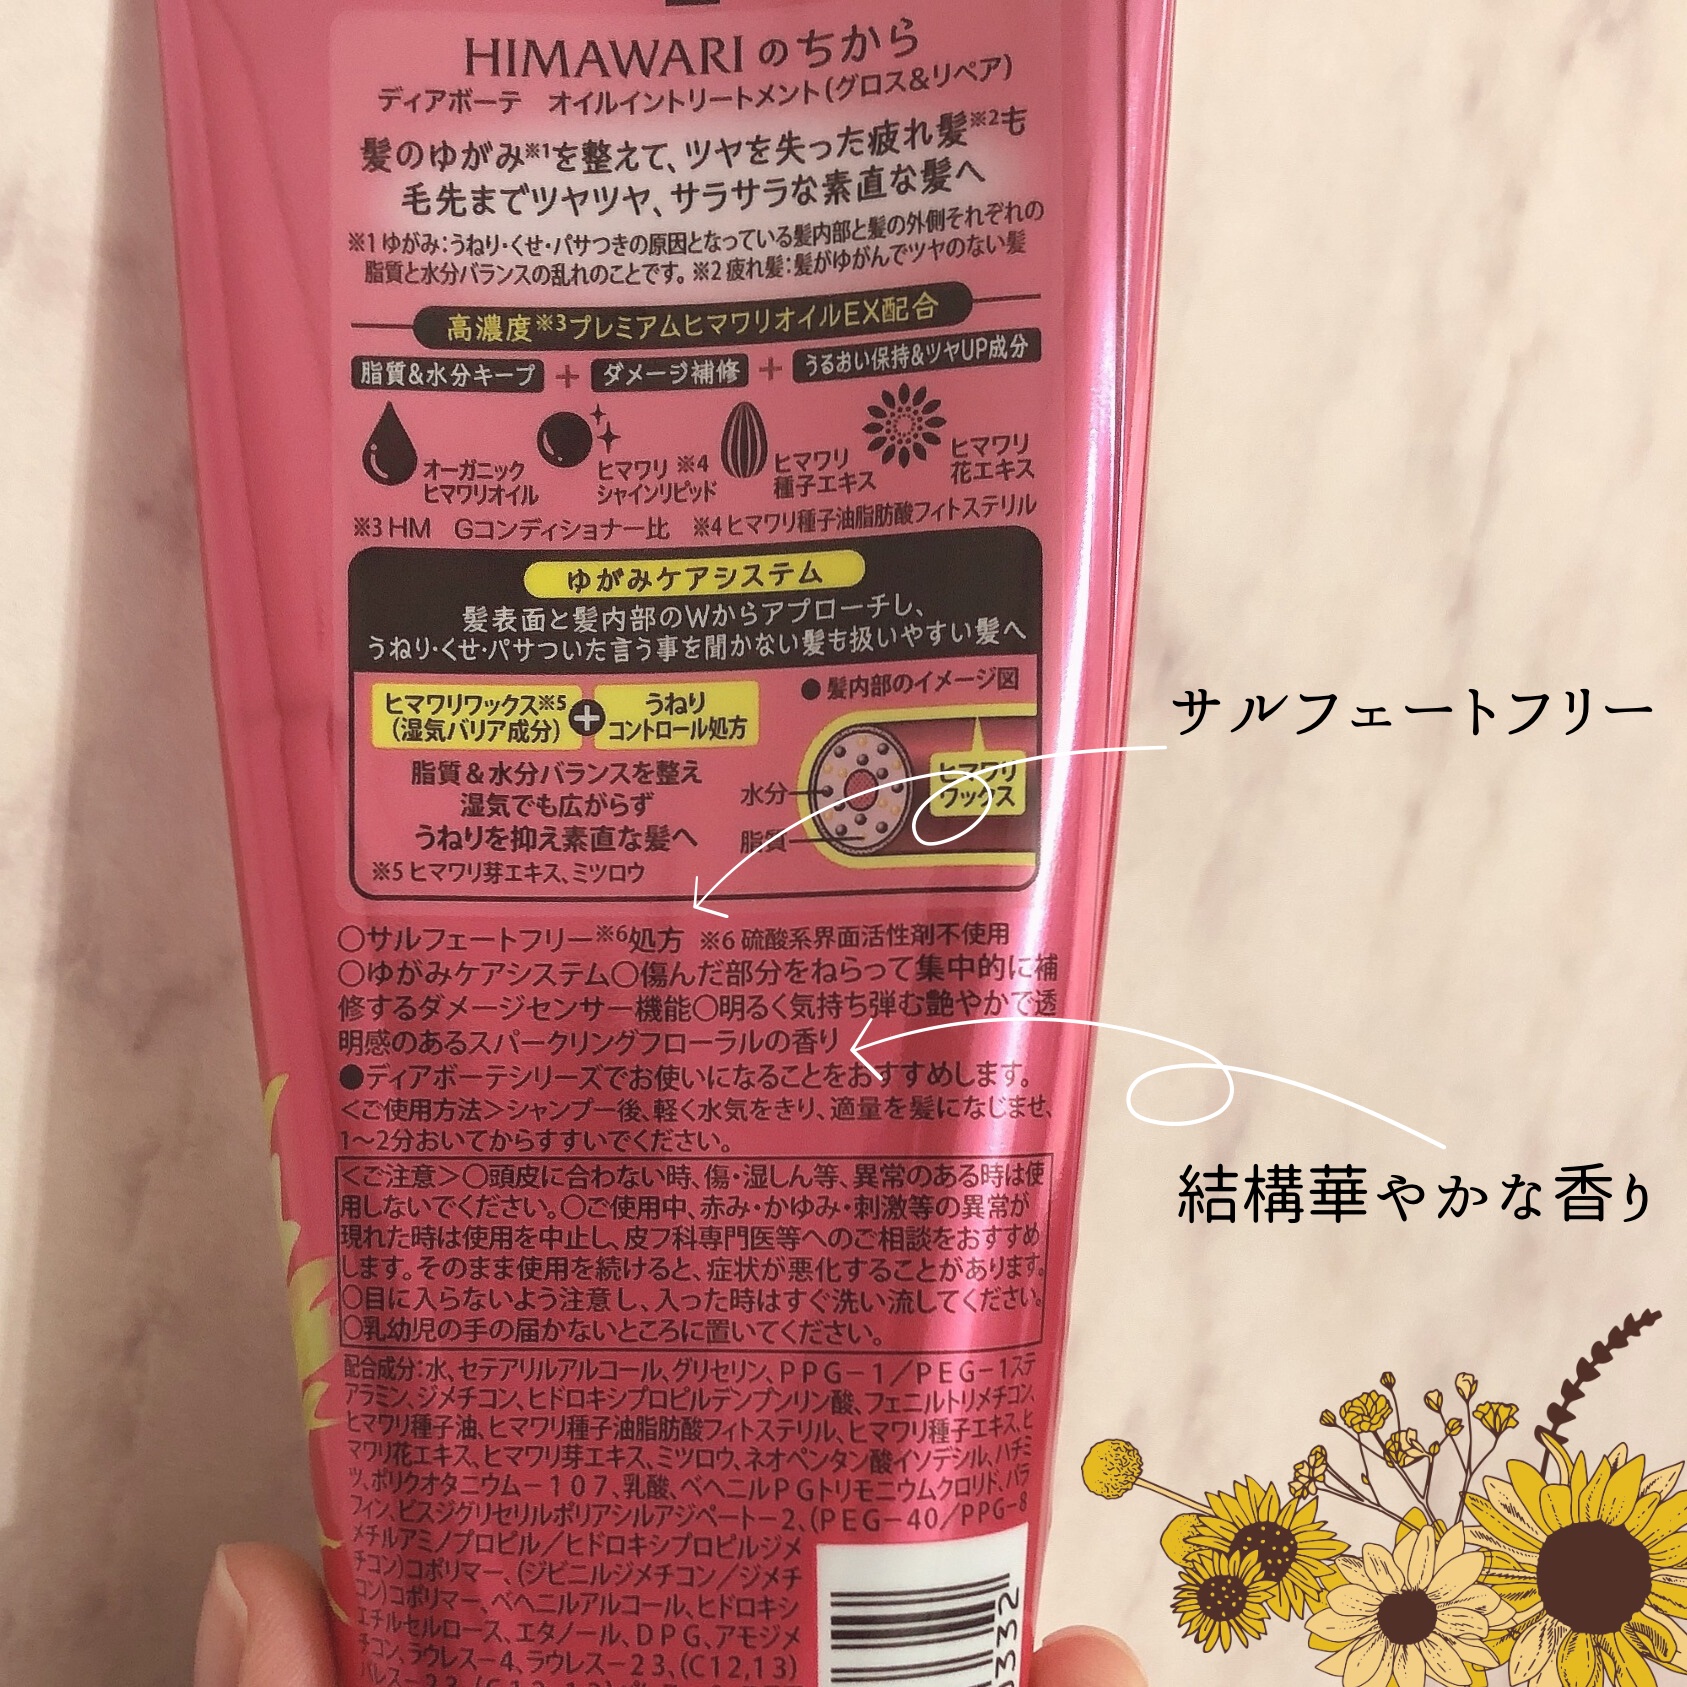 HIMAWARIのちから
ディアボーテ　オイルイントリートメント(グロス&リペア)
髪のゆがみ※1を整えて、ツヤを失った疲れ髪※2も
毛先までツヤツヤ、サラサラな素直な髪へ
※1 ゆがみ:うねり・くせ・パサつきの原因となっている髪内部と髪の外側それぞれの
脂質と水分バランスの乱れのことです。※2 疲れ髪:髪がゆがんでツヤのない髪
高濃度※3プレミアムヒマワリオイルEX配合
脂質&水分キープ + ダメージ補修 + うるおい保持&ツヤUP成分
オーガニック
ヒマワリオイル
ヒマワリ ※4
シャインリピッド
ヒマワリ
種子エキス
ヒマワリ
花エキス
※3 HM　Gコンディショナー比　※4 ヒマワリ種子油脂肪酸フィトステリル
ゆがみケアシステム
髪表面と髪内部のWからアプローチし、
うねり・くせ・パサついた言う事を聞かない髪も扱いやすい髪へ
ヒマワリワックス※5
(湿気バリア成分)
+
うねり
コントロール処方
脂質&水分バランスを整え
湿気でも広がらず
うねりを抑え素直な髪へ
※5 ヒマワリ芽エキス、ミツロウ
●髪内部のイメージ図
水分
脂質
ヒマワリ
ワックス
サルフェートフリー
○サルフェートフリー※6処方 ※6 硫酸系界面活性剤不使用
○ゆがみケアシステム○傷んだ部分をねらって集中的に補
修するダメージセンサー機能○明るく気持ち弾む艶やかで透
明感のあるスパークリングフローラルの香り
結構華やかな香り
●ディアボーテシリーズでお使いになることをおすすめします。
<ご使用方法>シャンプー後、軽く水気をきり、適量を髪になじませ、
1〜2分おいてからすすいでください。
<ご注意>○頭皮に合わない時、傷・湿しん等、異常のある時は使
用しないでください。○ご使用中、赤み・かゆみ・刺激等の異常が
現れた時は使用を中止し、皮フ科専門医等へのご相談をおすすめ
します。そのまま使用を続けると、症状が悪化することがあります。
○目に入らないよう注意し、入った時はすぐ洗い流してください。
○乳幼児の手の届かないところに置いてください。
配合成分:水、セテアリルアルコール、グリセリン、PPG-1/PEG-1ステ
アラミン、ジメチコン、ヒドロキシプロピルデンプンリン酸、フェニルトリメチコン、
ヒマワリ種子油、ヒマワリ種子油脂肪酸フィトステリル、ヒマワリ種子エキス、ヒ
マワリ花エキス、ヒマワリ芽エキス、ミツロウ、ネオペンタン酸イソデシル、ハチミ
ツ、ポリクオタニウム-107、乳酸、ベヘニルPGトリモニウムクロリド、パラ
フィン、ビスジグリセリルポリアシルアジペート-2、(PEG-40/PPG-8
メチルアミノプロピル/ヒドロキシプロピルジメ
チコン)コポリマー、(ジビニルジメチコン/ジメチ
コン)コポリマー、ベヘニルアルコール、ヒドロキシ
エチルセルロース、エタノール、DPG、アモジメ
チコン、ラウレス-4、ラウレス-23、(C12,13)